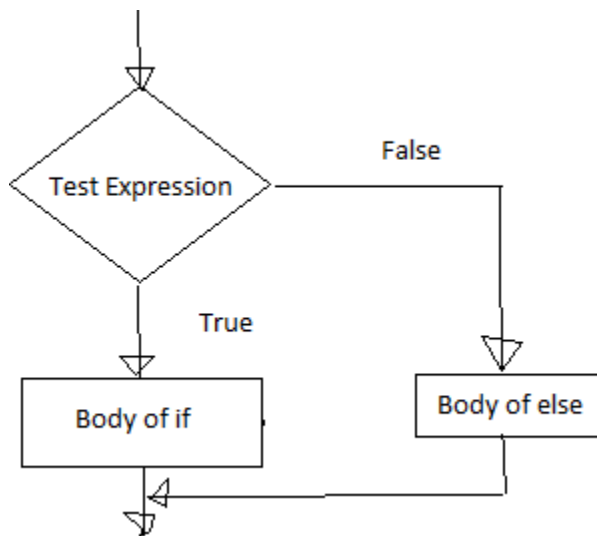 False
Test Expression
True
Body of if
Body of else